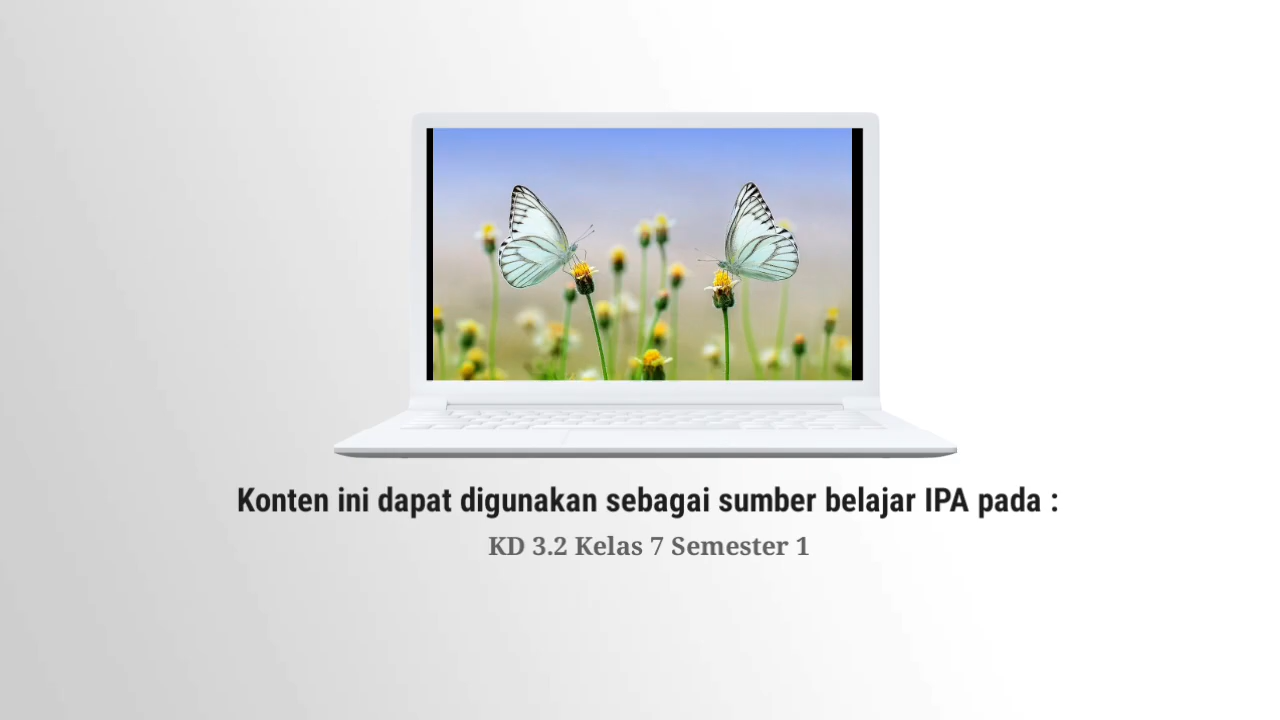 Konten ini dapat digunakan sebagai sumber belajar IPA pada :
KD 3.2 Kelas 7 Semester 1